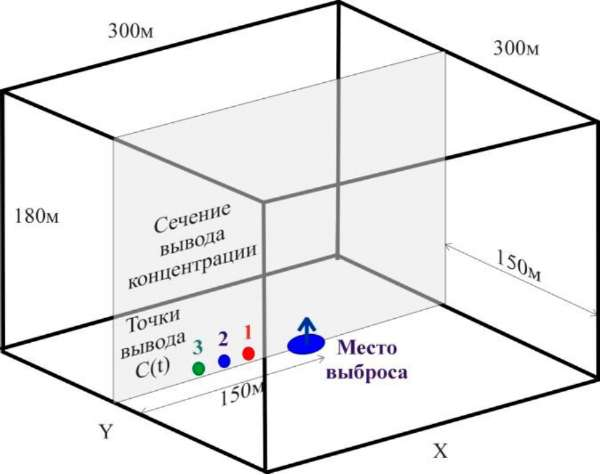 300м
300м
180м
Сечение
вывода
концентрации
150м
Точки
вывода
C(t)
3 2 1
Место
выброса
150м
Y
X